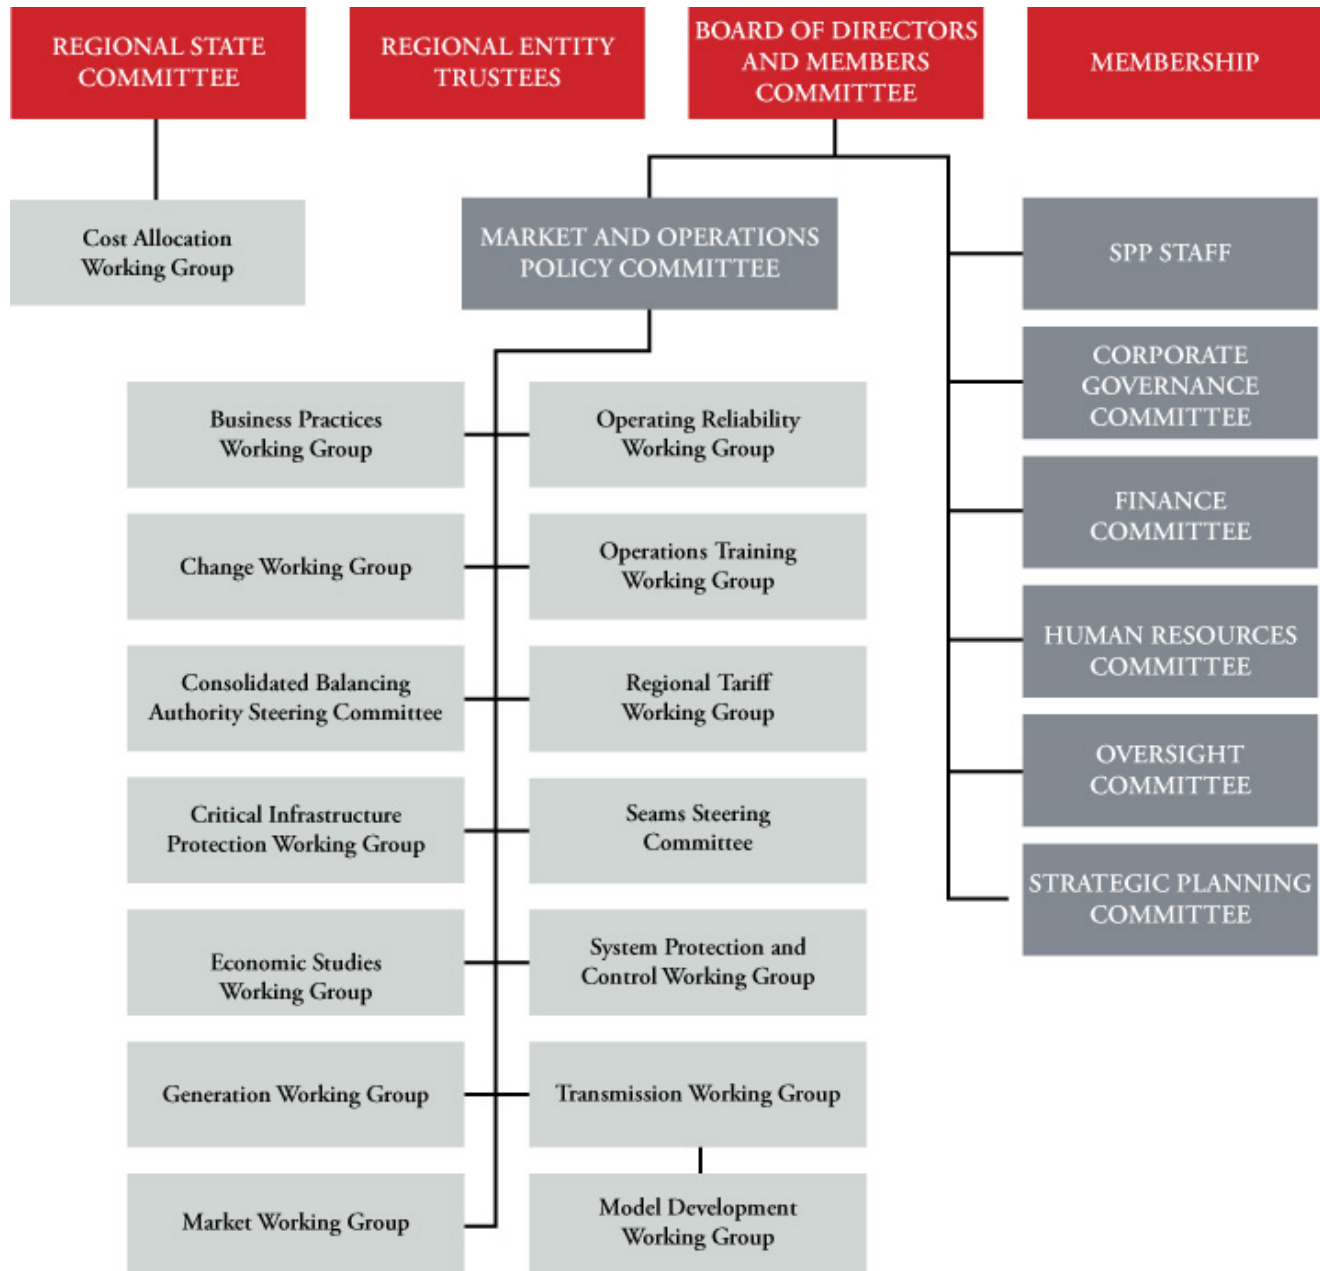 REGIONAL STATE
COMMITTEE
REGIONAL ENTITY
TRUSTEES
BOARD OF DIRECTORS
AND MEMBERS
COMMITTEE
MEMBERSHIP
Cost Allocation
Working Group
MARKET AND OPERATIONS
POLICY COMMITTEE
SPP STAFF
CORPORATE
GOVERNANCE
COMMITTEE
FINANCE
COMMITTEE
HUMAN RESOURCES
COMMITTEE
OVERSIGHT
COMMITTEE
STRATEGIC PLANNING
COMMITTEE
Business Practices
Working Group
Operating Reliability
Working Group
Change Working Group
Operations Training
Working Group
Consolidated Balancing
Authority Steering Committee
Regional Tariff
Working Group
Critical Infrastructure
Protection Working Group
Seams Steering
Committee
Economic Studies
Working Group
System Protection and
Control Working Group
Generation Working Group
Transmission Working Group
Market Working Group
Model Development
Working Group